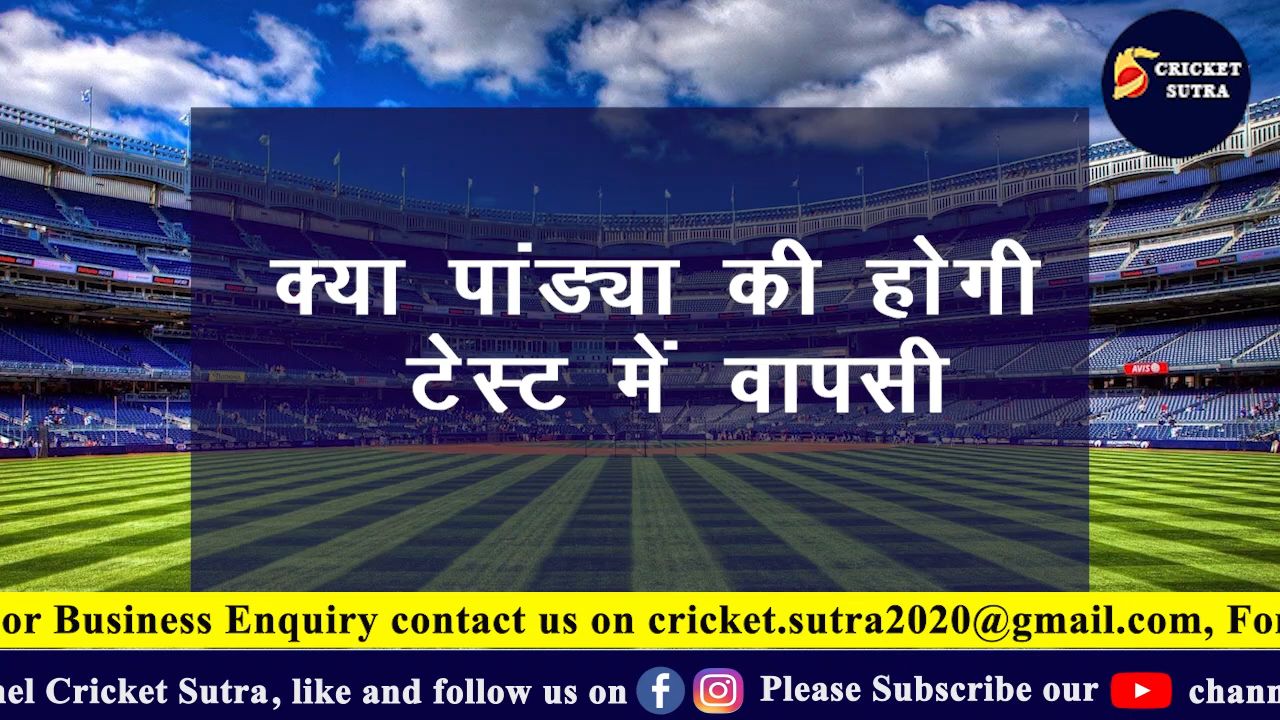 CRICKET
SUTRA
क्या पांड्या की होगी
टेस्ट में वापसी
AVIS
or Business Enquiry contact us on cricket.sutra2020@gmail.com, For
nel Cricket Sutra, like and follow us on Please Subscribe our chann